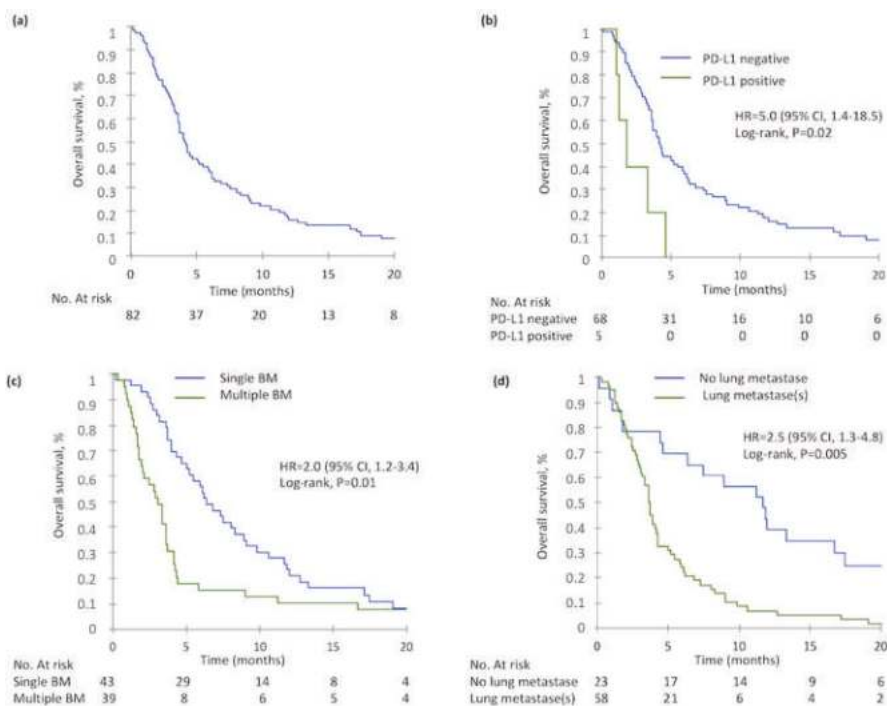 (a)
1
0.9
0.8
0.7
0.6
0.5
0.4
0.3
0.2
0.1
0
Overall survival, %
0 5 10 15 20
Time (months)
No. At risk
82 37 20 13 8
(b)
1
0.9
0.8
0.7
0.6
0.5
0.4
0.3
0.2
0.1
0
Overall survival, %
PD-L1 negative
PD-L1 positive
HR=5.0 (95% CI, 1.4-18.5)
Log-rank, P=0.02
0 5 10 15 20
Time (months)
No. At risk
PD-L1 negative 68 31 16 10 6
PD-L1 positive 5 0 0 0 0
(c)
1
0.9
0.8
0.7
0.6
0.5
0.4
0.3
0.2
0.1
0
Overall survival, %
Single BM
Multiple BM
HR=2.0 (95% CI, 1.2-3.4)
Log-rank, P=0.01
0 5 10 15 20
Time (months)
No. At risk
Single BM 43 29 14 8 4
Multiple BM 39 8 6 5 4
(d)
1
0.9
0.8
0.7
0.6
0.5
0.4
0.3
0.2
0.1
0
Overall survival, %
No lung metastase
Lung metastase(s)
HR=2.5 (95% CI, 1.3-4.8)
Log-rank, P=0.005
0 5 10 15 20
Time (months)
No. At risk
No lung metastase 23 17 14 9 6
Lung metastase(s) 58 21 6 4 2